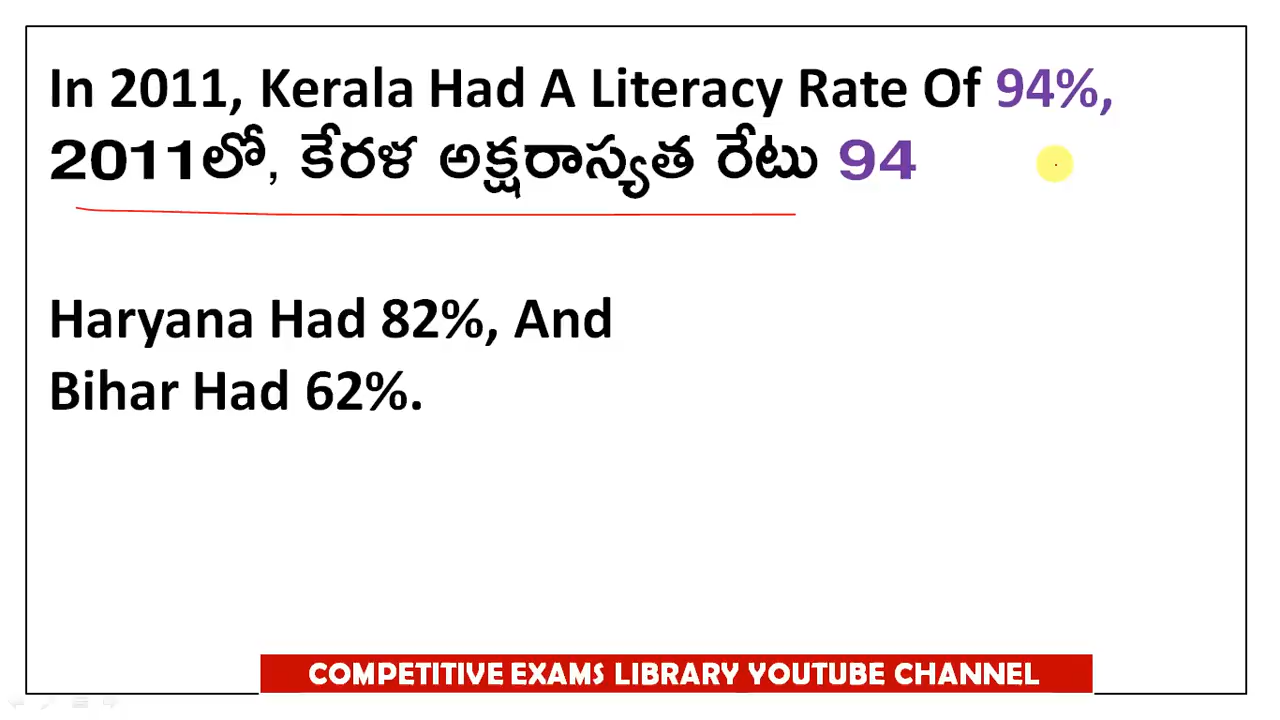 In 2011, Kerala Had A Literacy Rate Of 94%,
2011లో, కేరళ అక్షరాస్యత రేటు 94
Haryana Had 82%, And
Bihar Had 62%.
COMPETITIVE EXAMS LIBRARY YOUTUBE CHANNEL